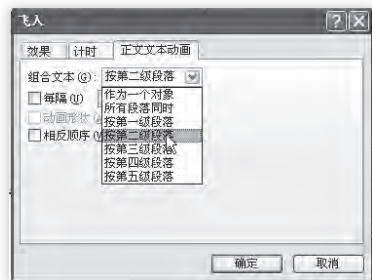 飞入
效果 计时 正文文本动画
组合文本(G): 按第二级段落
每隔(U)
作为一个对象
所有段落同时
动画形状
按第一级段落
相反顺序
按第二级段落
按第三级段落
按第四级段落
按第五级段落
确定 取消